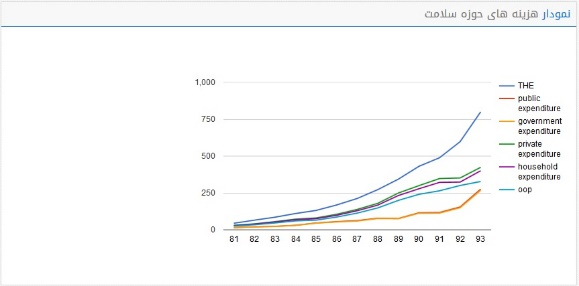 نمودار هزینه های حوزه سلامت
1,000
750
500
250
0
81 82 83 84 85 86 87 88 89 90 91 92 93
THE
public
expenditure
government
expenditure
private
expenditure
household
expenditure
oop